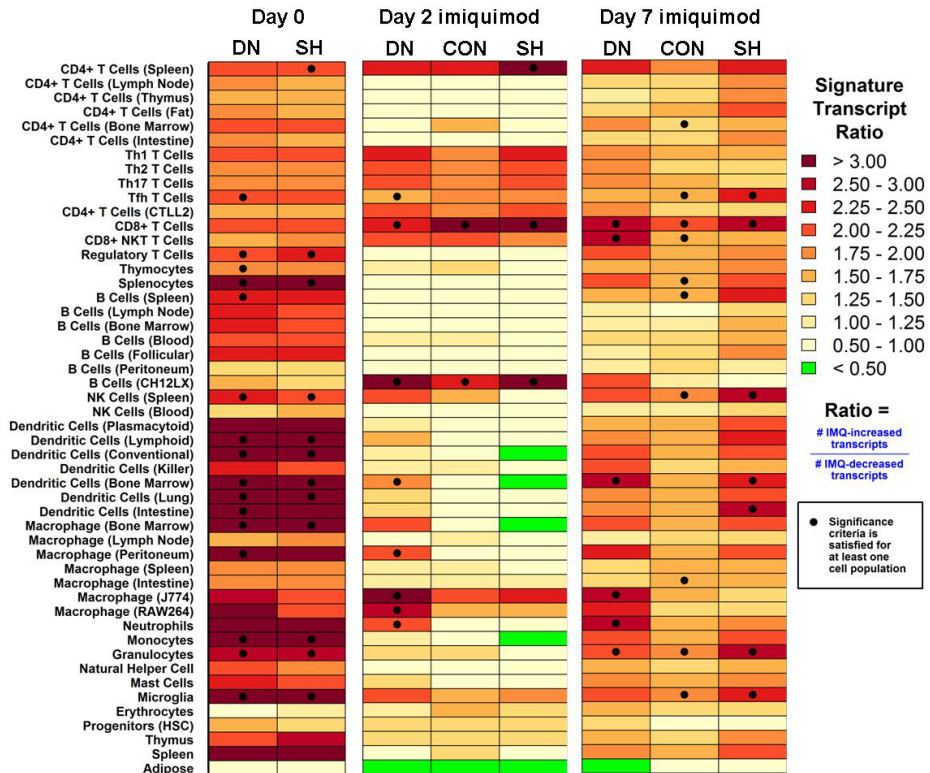 Day 0 Day 2 imiquimod Day 7 imiquimod
DN SH DN CON SH DN CON SH
CD4+ T Cells (Spleen)
CD4+ T Cells (Lymph Node)
CD4+ T Cells (Thymus)
CD4+ T Cells (Fat)
CD4+ T Cells (Bone Marrow)
CD4+ T Cells (Intestine)
Th1 T Cells
Th2 T Cells
Th17 T Cells
Tfh T Cells
CD4+ T Cells (CTLL2)
CD8+ T Cells
CD8+ NKT T Cells
Regulatory T Cells
Thymocytes
Splenocytes
B Cells (Spleen)
B Cells (Lymph Node)
B Cells (Bone Marrow)
B Cells (Blood)
B Cells (Follicular)
B Cells (Peritoneum)
B Cells (CH12LX)
NK Cells (Spleen)
NK Cells (Blood)
Dendritic Cells (Plasmacytoid)
Dendritic Cells (Lymphoid)
Dendritic Cells (Conventional)
Dendritic Cells (Killer)
Dendritic Cells (Bone Marrow)
Dendritic Cells (Lung)
Dendritic Cells (Intestine)
Macrophage (Bone Marrow)
Macrophage (Lymph Node)
Macrophage (Peritoneum)
Macrophage (Spleen)
Macrophage (Intestine)
Macrophage (J774)
Macrophage (RAW264)
Neutrophils
Monocytes
Granulocytes
Natural Helper Cell
Mast Cells
Microglia
Erythrocytes
Progenitors (HSC)
Thymus
Spleen
Adipose
Signature
Transcript
Ratio
> 3.00
2.50 - 3.00
2.25 - 2.50
2.00 - 2.25
1.75 - 2.00
1.50 - 1.75
1.25 - 1.50
1.00 - 1.25
0.50 - 1.00
< 0.50
Ratio =
# IMQ-increased
transcripts
# IMQ-decreased
transcripts
● Significance
criteria is
satisfied for
at least one
cell population